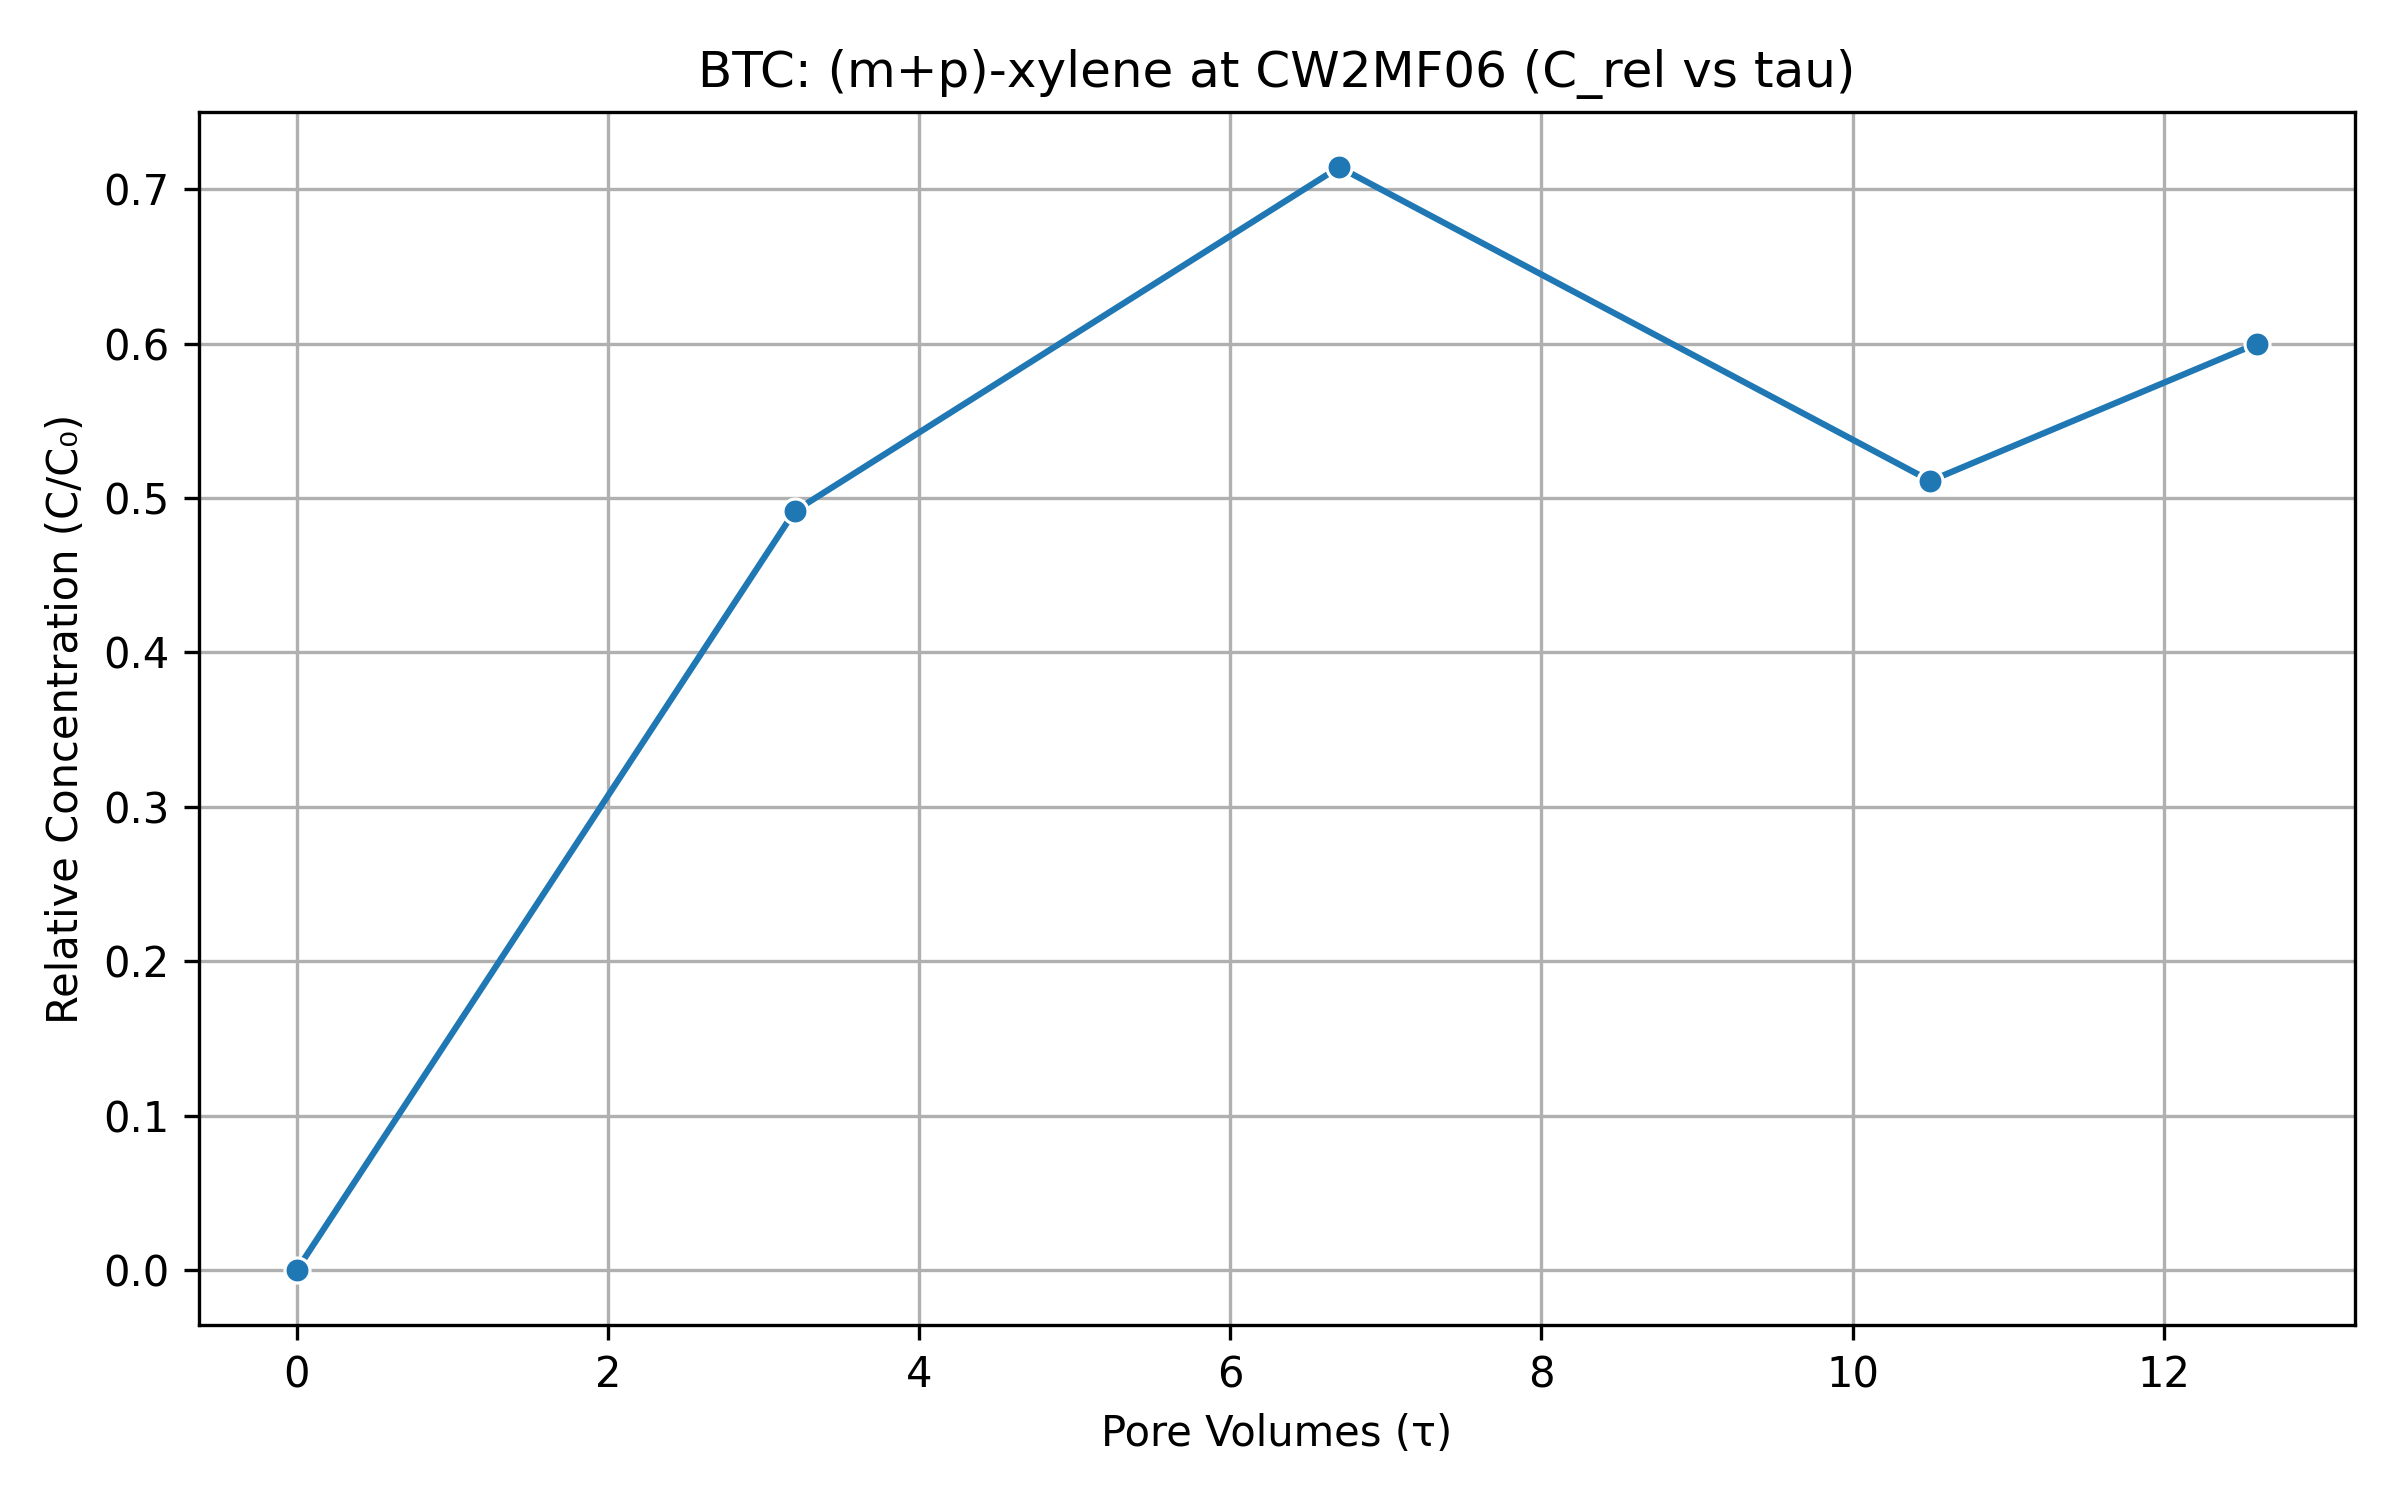 BTC: (m+p)-xylene at CW2MF06 (C_rel vs tau)
Relative Concentration (C/C₀)
0.7
0.6
0.5
0.4
0.3
0.2
0.1
0.0
0 2 4 6 8 10 12
Pore Volumes (τ)